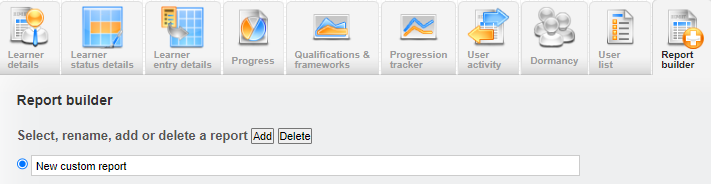 Learner details
Learner status details
Learner entry details
Progress
Qualifications & frameworks
Progression tracker
User activity
Dormancy
User list
Report builder
Report builder
Select, rename, add or delete a report Add Delete
New custom report